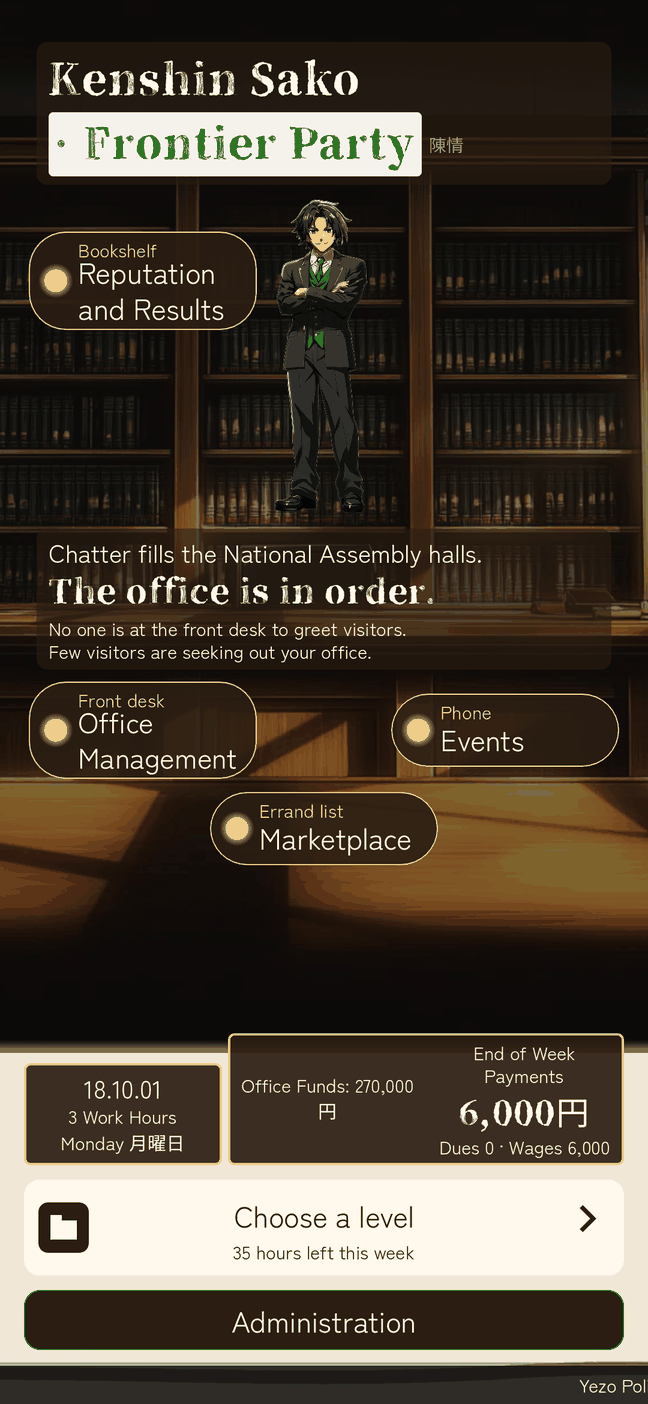 Kenshin Sako
· Frontier Party 陳情
Bookshelf
Reputation
and Results
Chatter fills the National Assembly halls.
The office is in order.
No one is at the front desk to greet visitors.
Few visitors are seeking out your office.
Front desk
Office
Management
Phone
Events
Errand list
Marketplace
18.10.01
3 Work Hours
Monday 月曜日
Office Funds: 270,000
円
End of Week
Payments
6,000円
Dues 0 · Wages 6,000
Choose a level
35 hours left this week
Administration
Yezo Pol